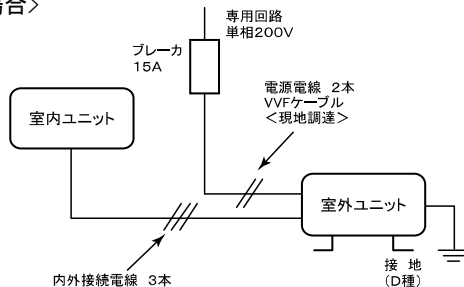 場合>
専用回路
単相200V
ブレーカ
15A
電源電線 2本
VVFケーブル
＜現地調達＞
室内ユニット
室外ユニット
内外接続電線 3本
接 地
（D種）